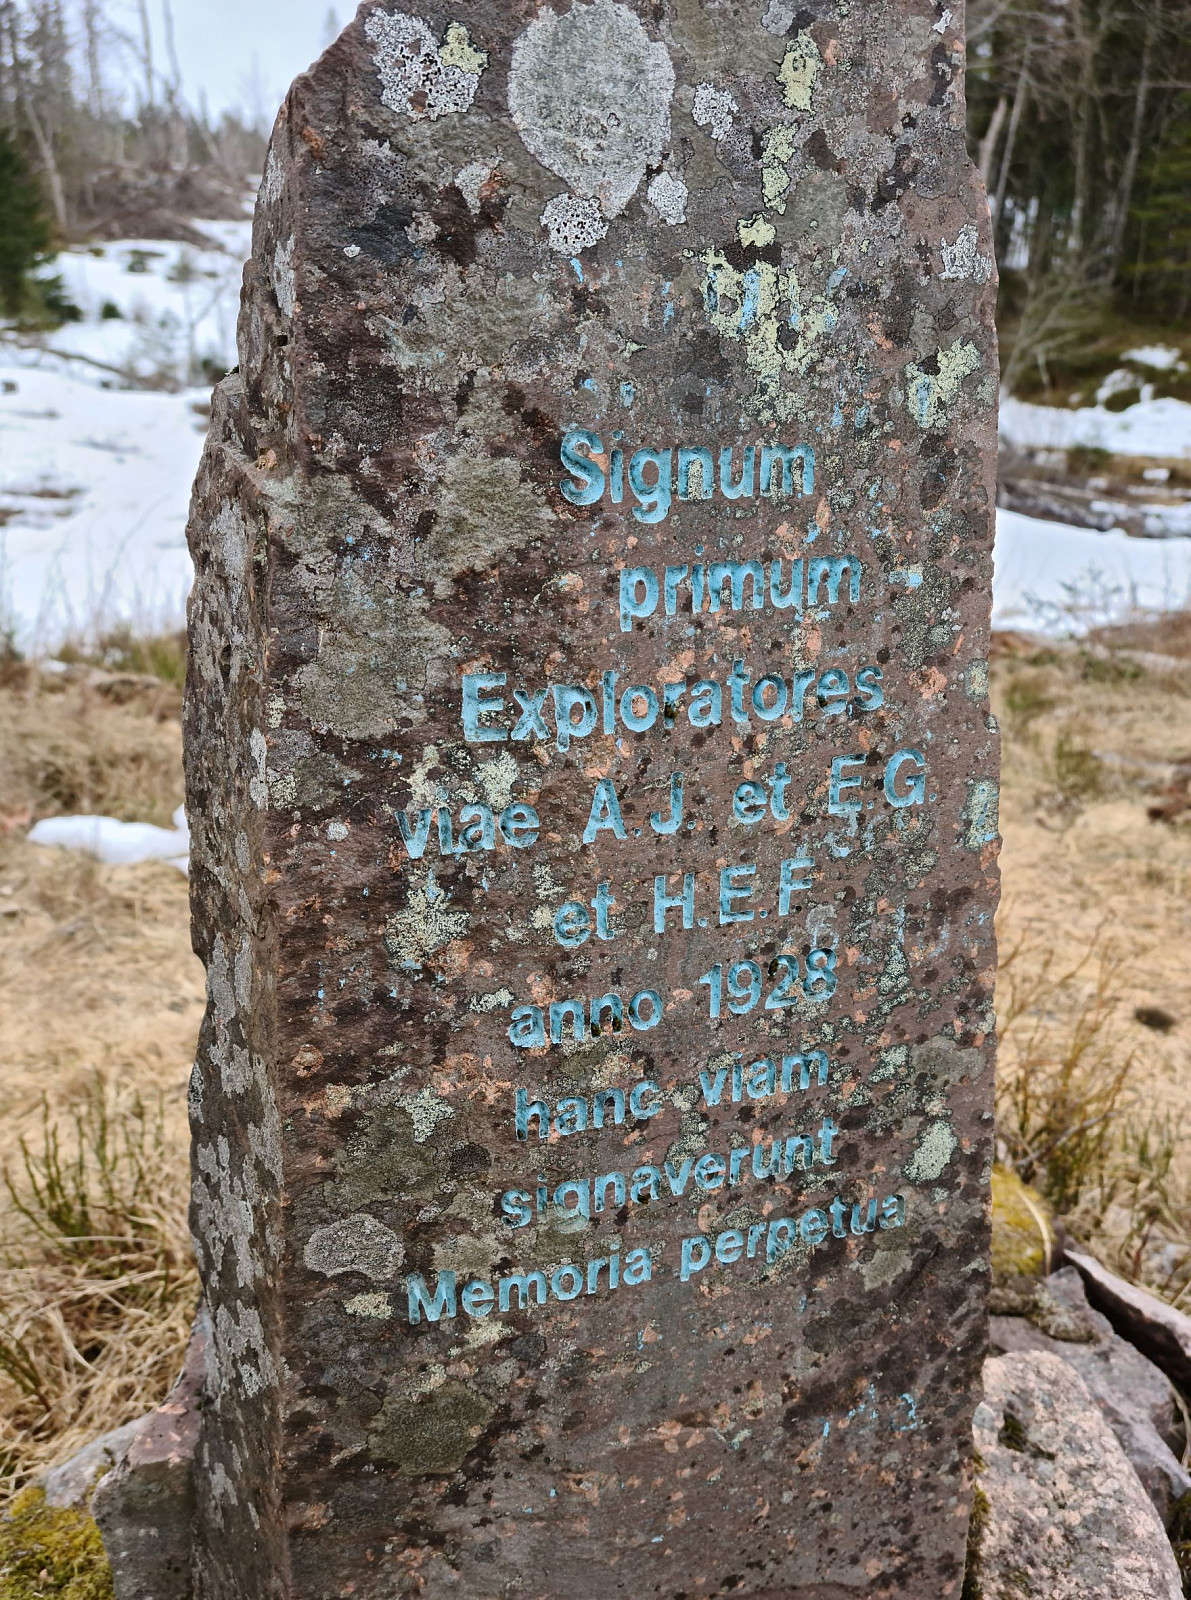 Signum
primum
Exploratores
viae A.J. et E.G.
et H.E.F
anno 1928
hanc viam
signaverunt
Memoria perpetua